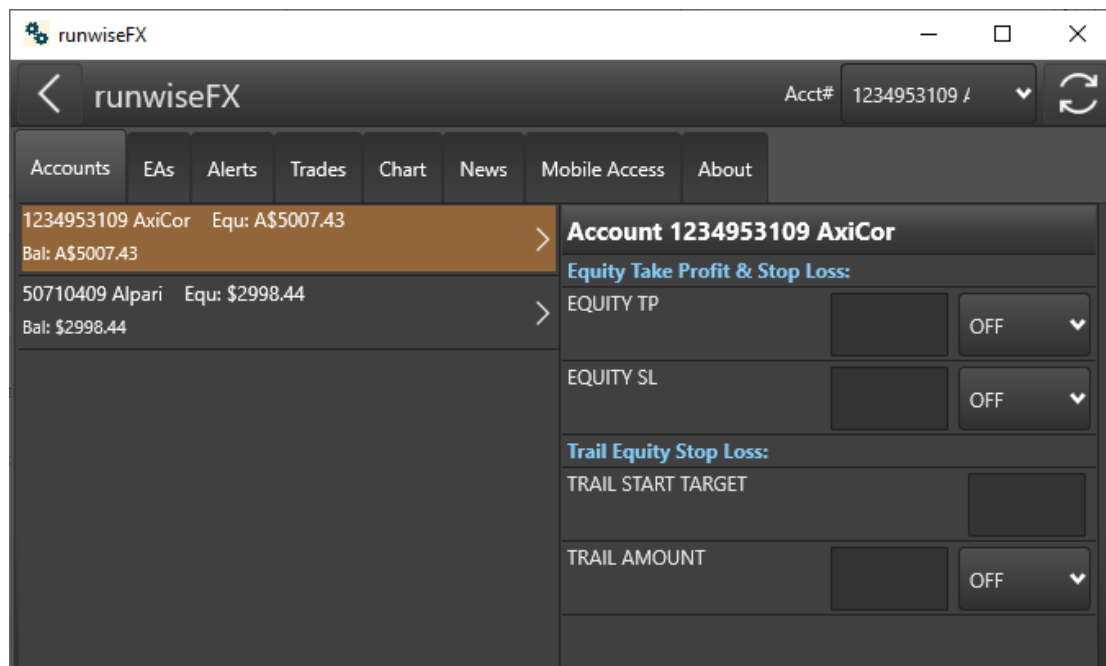 runwiseFX
runwiseFX Acct# 1234953109 A
Accounts EAs Alerts Trades Chart News Mobile Access About
1234953109 AxiCor Equ: A$5007.43
Bal: A$5007.43
50710409 Alpari Equ: $2998.44
Bal: $2998.44
Account 1234953109 AxiCor
Equity Take Profit & Stop Loss:
EQUITY TP OFF
EQUITY SL OFF
Trail Equity Stop Loss:
TRAIL START TARGET
TRAIL AMOUNT OFF